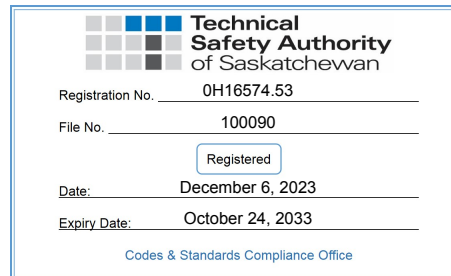 Technical
Safety Authority
of Saskatchewan
Registration No. 0H16574.53
File No. 100090
Registered
Date: December 6, 2023
Expiry Date: October 24, 2033
Codes & Standards Compliance Office